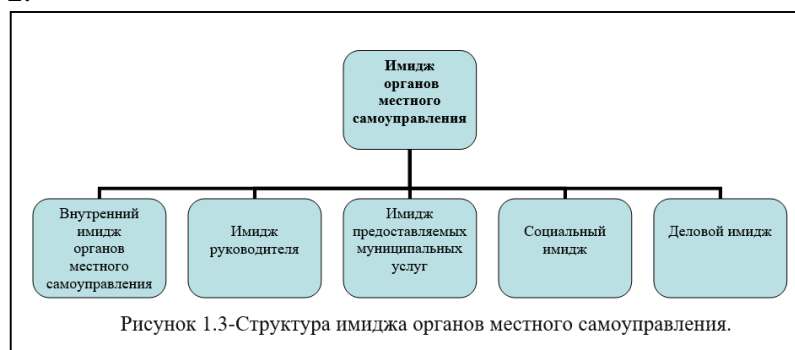 Имидж
органов
местного
самоуправления
Внутренний
имидж
органов
местного
самоуправления
Имидж
руководителя
Имидж
предоставляемых
муниципальных
услуг
Социальный
имидж
Деловой имидж
Рисунок 1.3-Структура имиджа органов местного самоуправления.